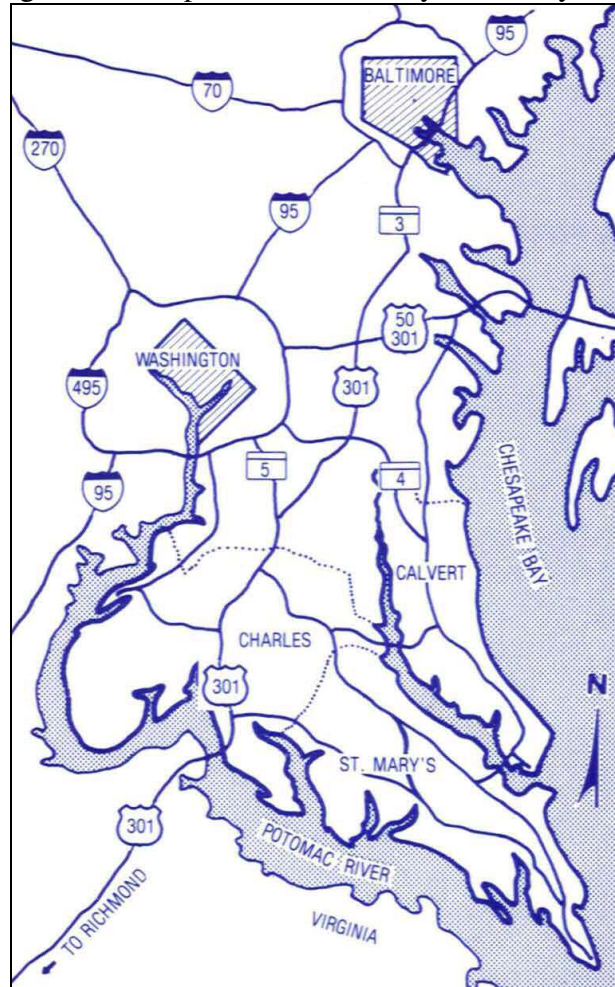 95
BALTIMORE
70
270
95
3
50
301
WASHINGTON
301
495
5
4
95
CHESAPEAKE BAY
CALVERT
CHARLES
301
N
ST. MARY'S
301
POTOMAC RIVER
VIRGINIA
TO RICHMOND